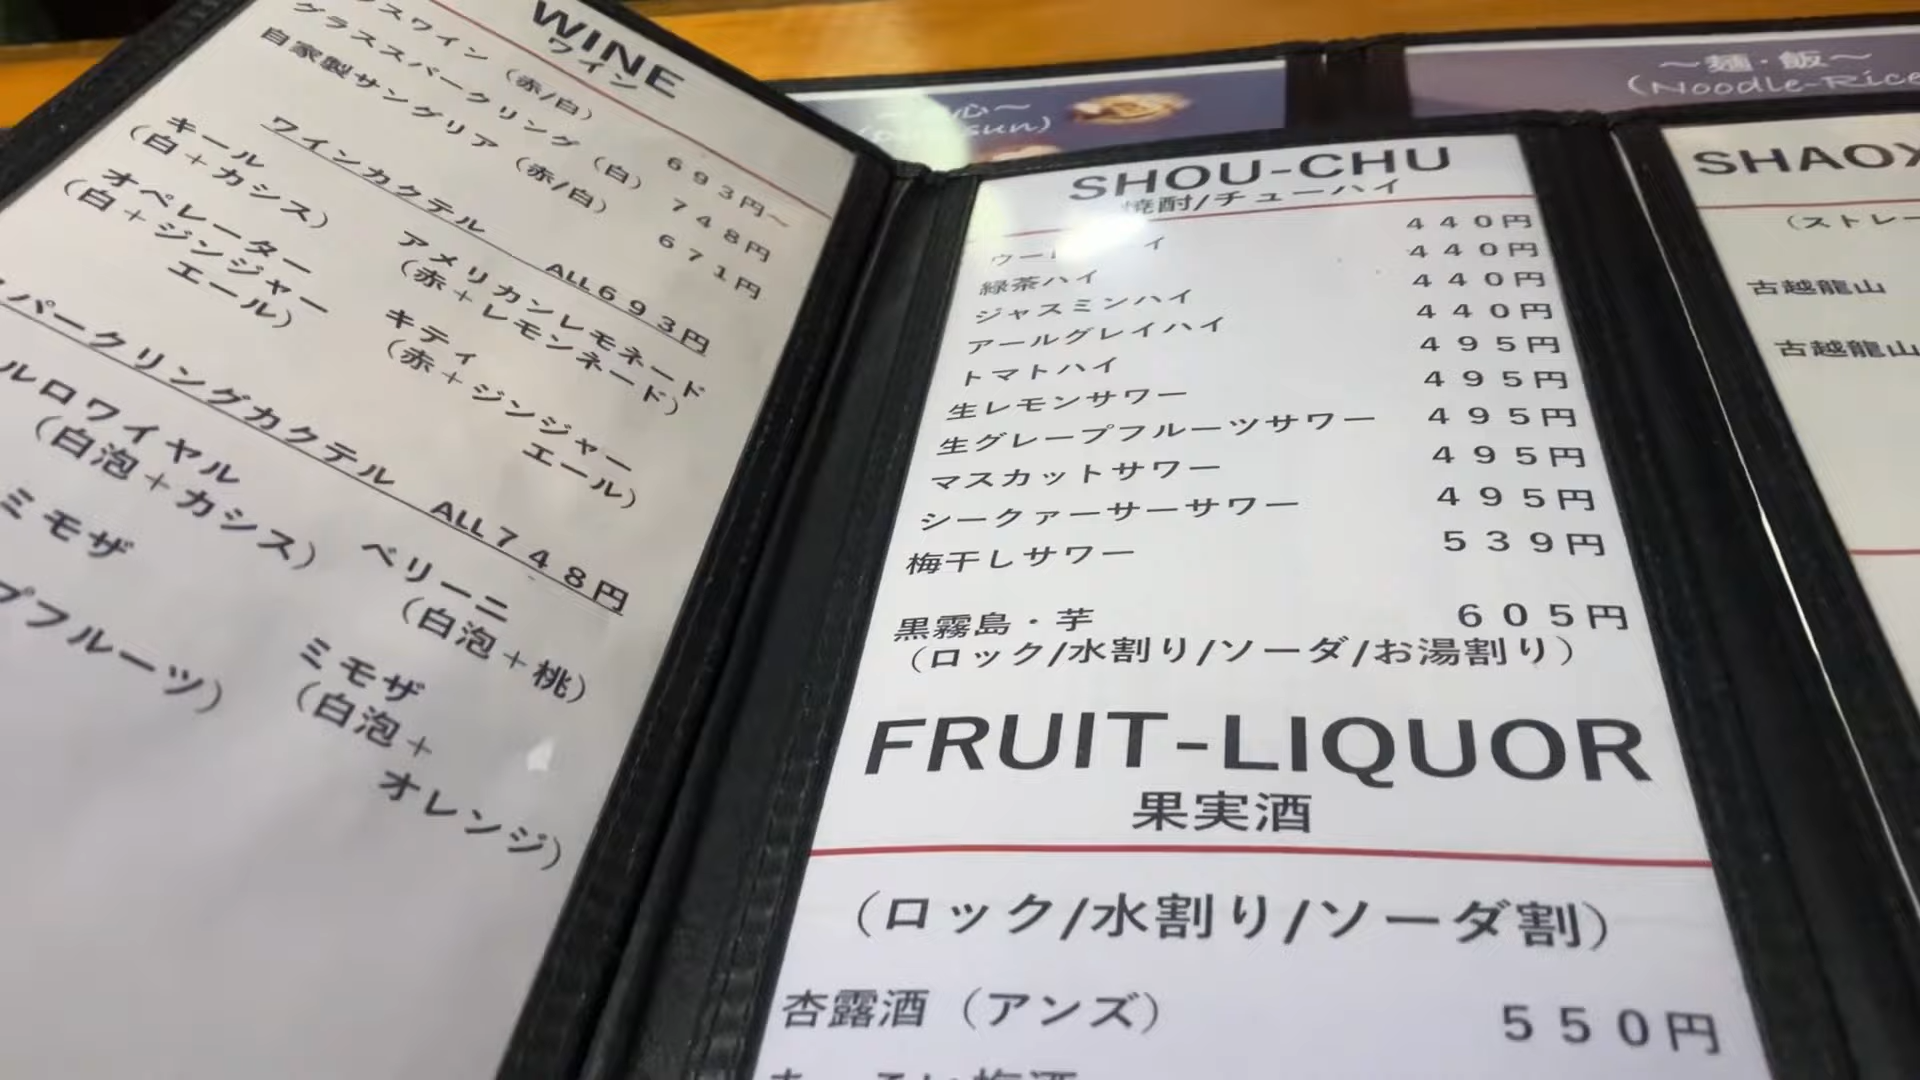 WINE
ワイン
スワイン（赤/白） 693円～
グラススパークリング（白） 748円
自家製サングリア（赤/白） 671円
ワインカクテル ALL693円
キール
（白＋カシス）
アメリカンレモネード
（赤＋レモンネード）
オペレーター
（白＋ジンジャー
エール）
キティ
（赤＋ジンジャー
エール）
パークリングカクテル ALL748円
ルロワイヤル
（白泡＋カシス）
ベリーニ
（白泡＋桃）
ミモザ
プフルーツ）
ミモザ
（白泡＋
オレンジ）
心～
sun)
～麺・飯～
(Noodle-Rice
SHOU-CHU
焼酎/チューハイ
440円
緑茶ハイ 440円
ジャスミンハイ 440円
アールグレイハイ 440円
トマトハイ 495円
生レモンサワー 495円
生グレープフルーツサワー 495円
マスカットサワー 495円
シークァーサーサワー 495円
梅干しサワー 539円
黒霧島・芋 605円
（ロック/水割り/ソーダ/お湯割り）
FRUIT-LIQUOR
果実酒
（ロック/水割り/ソーダ割）
杏露酒（アンズ） 550円
SHAOX
（ストレー
古越龍山
古越龍山